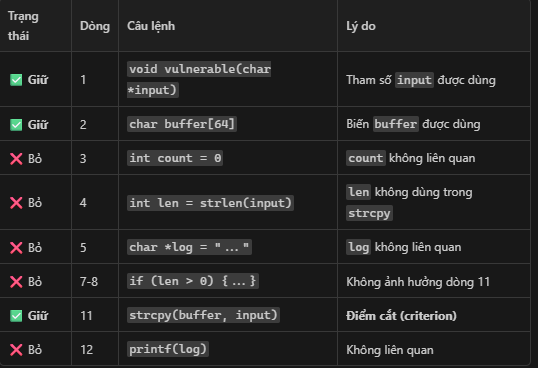 Trạng
thái
Dòng
Câu lệnh
Lý do
✅ Giữ
1
void vulnerable(char
*input)
Tham số input được dùng
✅ Giữ
2
char buffer[64]
Biến buffer được dùng
❌ Bỏ
3
int count = 0
count không liên quan
❌ Bỏ
4
int len = strlen(input)
len không dùng trong
strcpy
❌ Bỏ
5
char *log = "..."
log không liên quan
❌ Bỏ
7-8
if (len > 0) {...}
Không ảnh hưởng dòng 11
✅ Giữ
11
strcpy(buffer, input)
Điểm cắt (criterion)
❌ Bỏ
12
printf(log)
Không liên quan